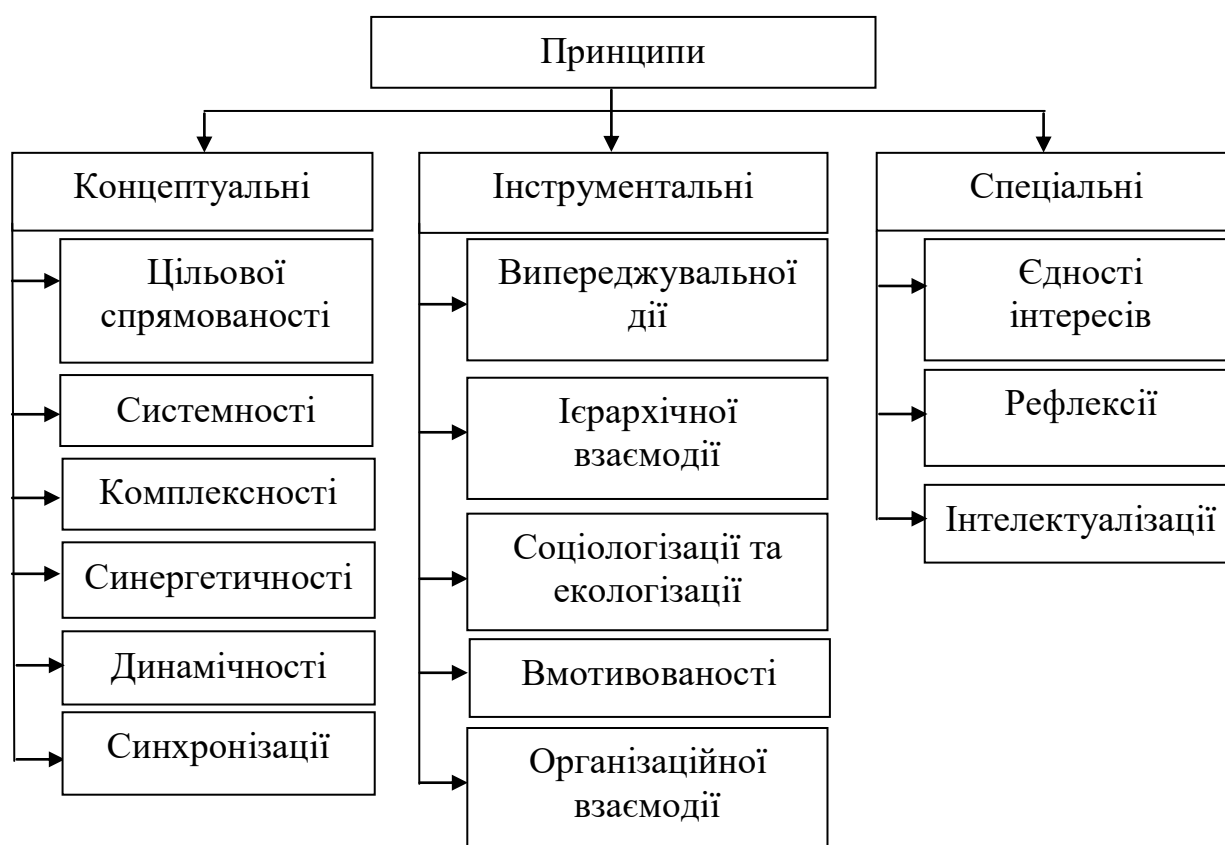 Принципи
Концептуальні
Цільової
спрямованості
Системності
Комплексності
Синергетичності
Динамічності
Синхронізації
Інструментальні
Випереджувальної
дії
Ієрархічної
взаємодії
Соціологізації та
екологізації
Вмотивованості
Організаційної
взаємодії
Спеціальні
Єдності
інтересів
Рефлексії
Інтелектуалізації